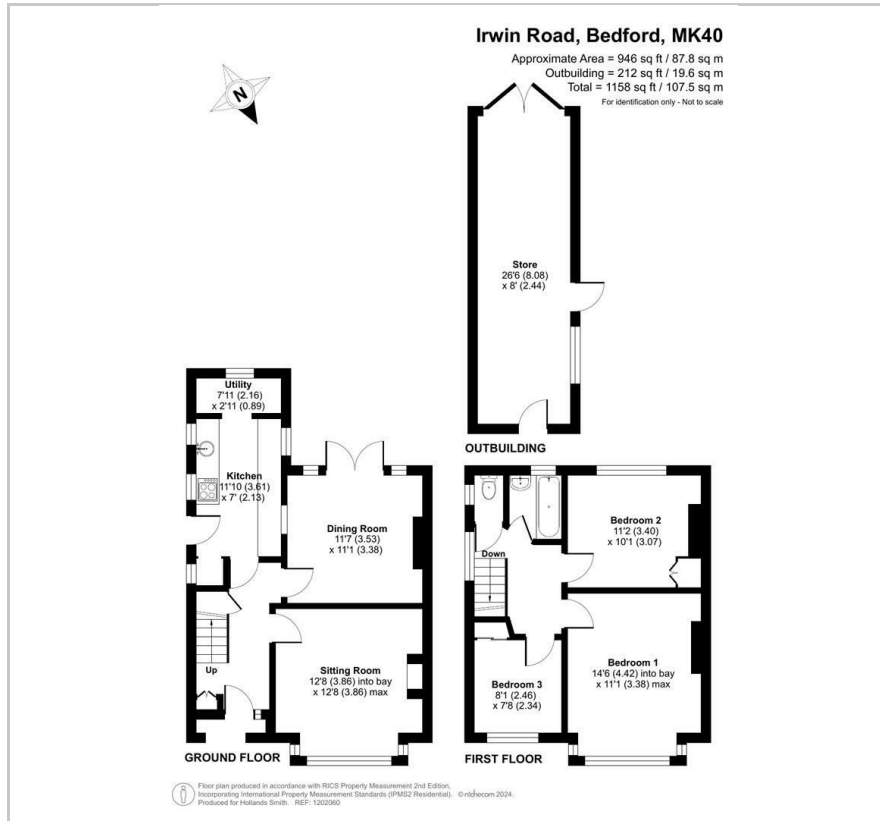 Irwin Road, Bedford, MK40
Approximate Area = 946 sq ft / 87.8 sq m
Outbuilding = 212 sq ft / 19.6 sq m
Total = 1158 sq ft / 107.5 sq m
For identification only - Not to scale
N
Store
26'6 (8.08)
x 8' (2.44)
OUTBUILDING
Utility
7'11 (2.16)
x 2'11 (0.89)
Kitchen
11'10 (3.61)
x 7' (2.13)
Dining Room
11'7 (3.53)
x 11'1 (3.38)
Up
Sitting Room
12'8 (3.86) into bay
x 12'8 (3.86) max
GROUND FLOOR
Down
Bedroom 2
11'2 (3.40)
x 10'1 (3.07)
Bedroom 3
8'1 (2.46)
x 7'8 (2.34)
Bedroom 1
14'6 (4.42) into bay
x 11'1 (3.38) max
FIRST FLOOR
Floor plan produced in accordance with RICS Property Measurement 2nd Edition,
Incorporating International Property Measurement Standards (IPMS2 Residential). © ntchecom 2024.
Produced for Hollands Smith. REF: 1202060